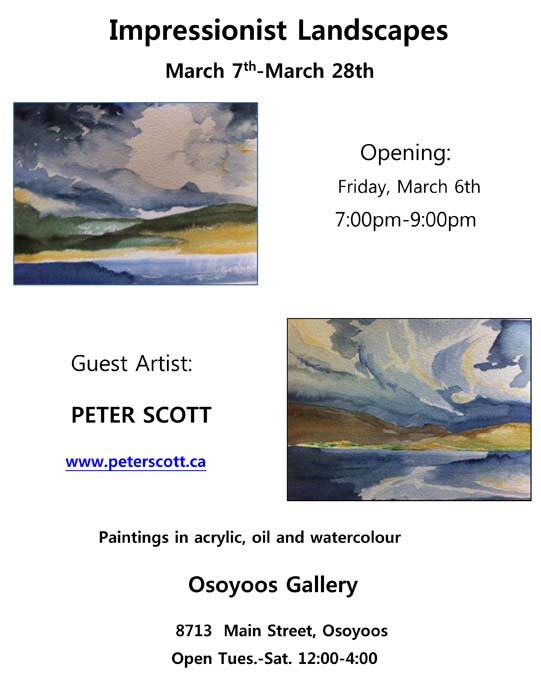 Impressionist Landscapes
March 7th-March 28th
Opening:
Friday, March 6th
7:00pm-9:00pm
Guest Artist:
PETER SCOTT
www.peterscott.ca
Paintings in acrylic, oil and watercolour
Osoyoos Gallery
8713 Main Street, Osoyoos
Open Tues.-Sat. 12:00-4:00